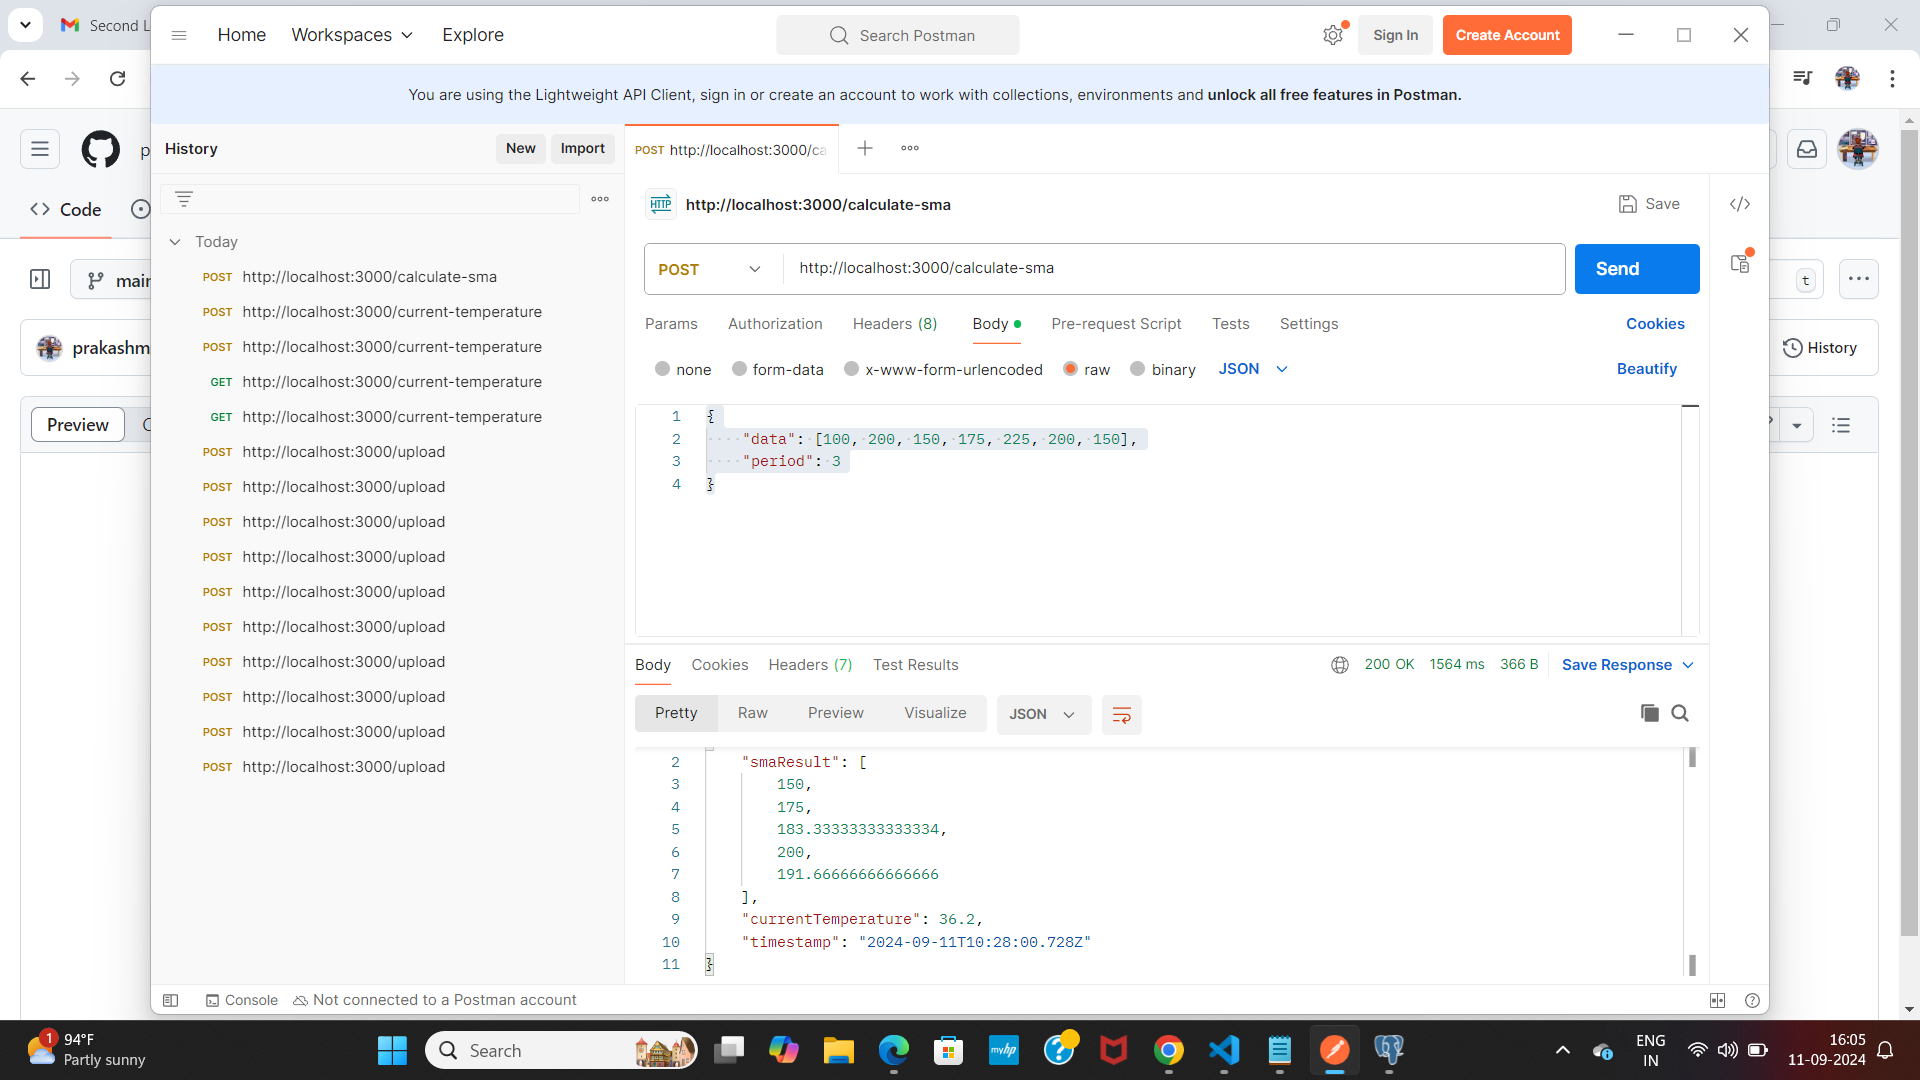 Second L
Home
Workspaces
Explore
Search Postman
Sign In
Create Account
You are using the Lightweight API Client, sign in or create an account to work with collections, environments and unlock all free features in Postman.
History
New
Import
POST http://localhost:3000/ca
p
Code
HTTP
http://localhost:3000/calculate-sma
Save
Today
POST
http://localhost:3000/calculate-sma
Send
t
POST http://localhost:3000/calculate-sma
POST http://localhost:3000/current-temperature
POST http://localhost:3000/current-temperature
GET http://localhost:3000/current-temperature
GET http://localhost:3000/current-temperature
POST http://localhost:3000/upload
POST http://localhost:3000/upload
POST http://localhost:3000/upload
POST http://localhost:3000/upload
POST http://localhost:3000/upload
POST http://localhost:3000/upload
POST http://localhost:3000/upload
POST http://localhost:3000/upload
POST http://localhost:3000/upload
POST http://localhost:3000/upload
main
prakashm
Preview
C
History
Params
Authorization
Headers (8)
Body
Pre-request Script
Tests
Settings
Cookies
none
form-data
x-www-form-urlencoded
raw
binary
JSON
Beautify
1 {
2 "data": [100, 200, 150, 175, 225, 200, 150],
3 "period": 3
4 }
Body
Cookies
Headers (7)
Test Results
200 OK
1564 ms
366 B
Save Response
Pretty
Raw
Preview
Visualize
JSON
2 "smaResult": [
3 150,
4 175,
5 183.33333333333334,
6 200,
7 191.66666666666666
8 ],
9 "currentTemperature": 36.2,
10 "timestamp": "2024-09-11T10:28:00.728Z"
11 }
Console
Not connected to a Postman account
1
94°F
Partly sunny
Search
myhp
ENG
IN
16:05
11-09-2024